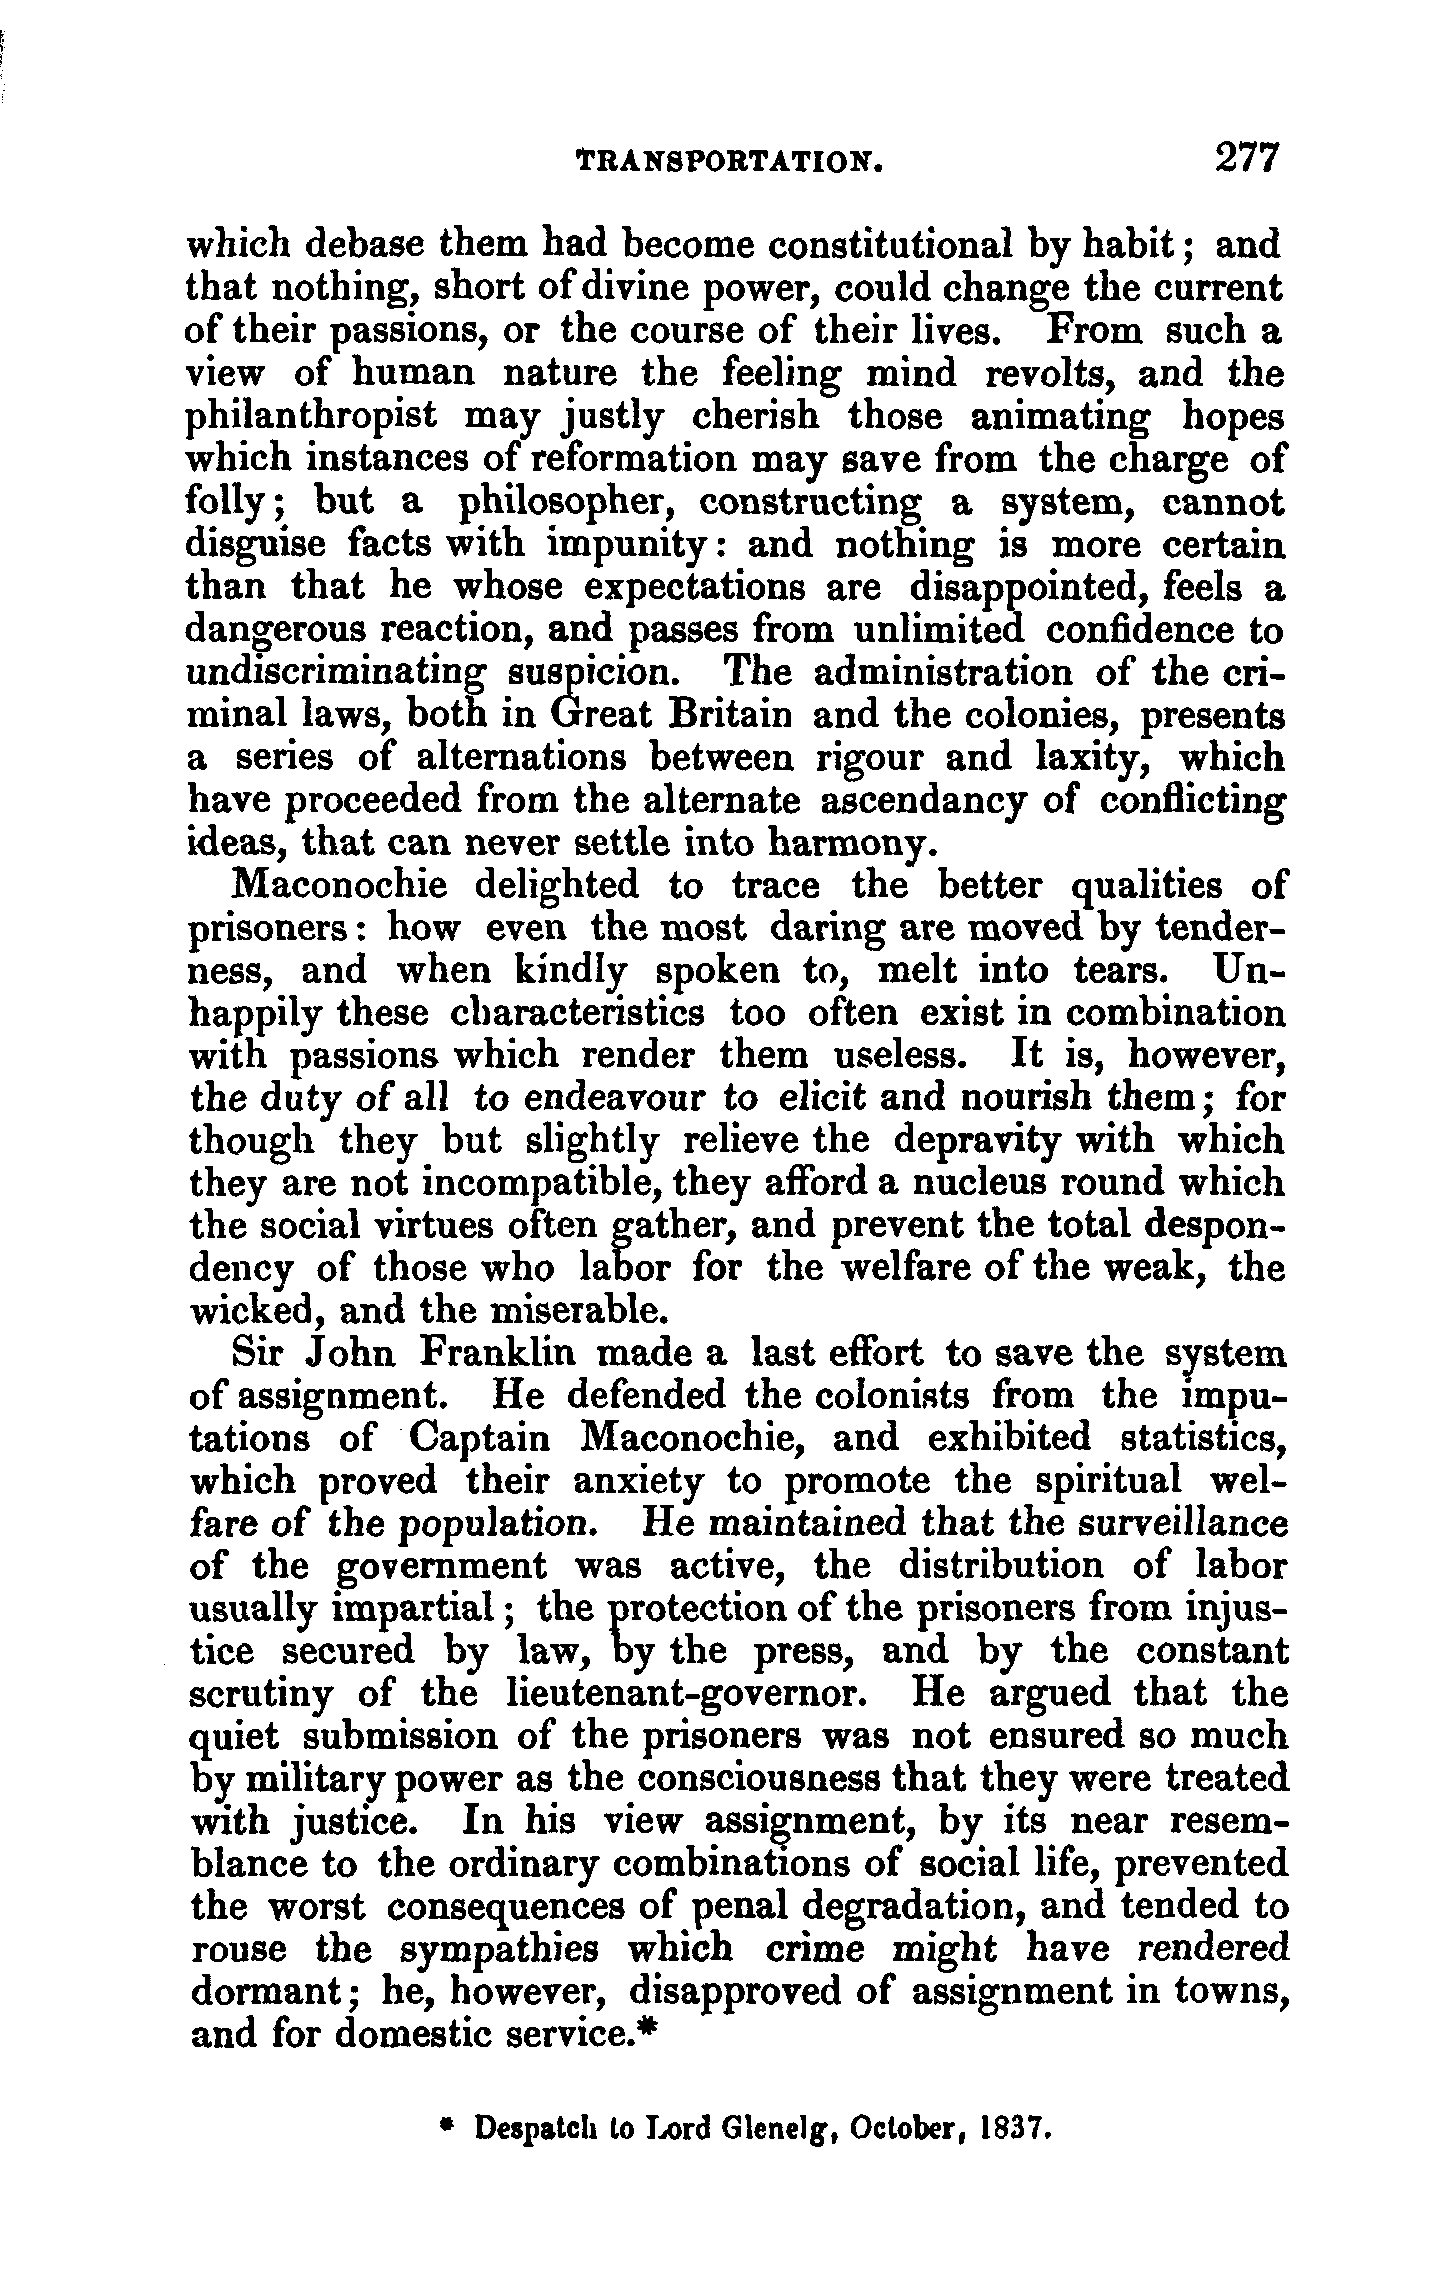 TRANSPORTATION. 277
which debase them had become constitutional by habit; and
that nothing, short of divine power, could change the current
of their passions, or the course of their lives. From such a
view of human nature the feeling mind revolts, and the
philanthropist may justly cherish those animating hopes
which instances of reformation may save from the charge of
folly; but a philosopher, constructing a system, cannot
disguise facts with impunity: and nothing is more certain
than that he whose expectations are disappointed, feels a
dangerous reaction, and passes from unlimited confidence to
undiscriminating suspicion. The administration of the cri-
minal laws, both in Great Britain and the colonies, presents
a series of alternations between rigour and laxity, which
have proceeded from the alternate ascendancy of conflicting
ideas, that can never settle into harmony.
Maconochie delighted to trace the better qualities of
prisoners: how even the most daring are moved by tender-
ness, and when kindly spoken to, melt into tears. Un-
happily these characteristics too often exist in combination
with passions which render them useless. It is, however,
the duty of all to endeavour to elicit and nourish them; for
though they but slightly relieve the depravity with which
they are not incompatible, they afford a nucleus round which
the social virtues often gather, and prevent the total despon-
dency of those who labor for the welfare of the weak, the
wicked, and the miserable.
Sir John Franklin made a last effort to save the system
of assignment. He defended the colonists from the impu-
tations of Captain Maconochie, and exhibited statistics,
which proved their anxiety to promote the spiritual wel-
fare of the population. He maintained that the surveillance
of the government was active, the distribution of labor
usually impartial; the protection of the prisoners from injus-
tice secured by law, by the press, and by the constant
scrutiny of the lieutenant-governor. He argued that the
quiet submission of the prisoners was not ensured so much
by military power as the consciousness that they were treated
with justice. In his view assignment, by its near resem-
blance to the ordinary combinations of social life, prevented
the worst consequences of penal degradation, and tended to
rouse the sympathies which crime might have rendered
dormant; he, however, disapproved of assignment in towns,
and for domestic service.*
* Despatch to Lord Glenelg, October, 1837.